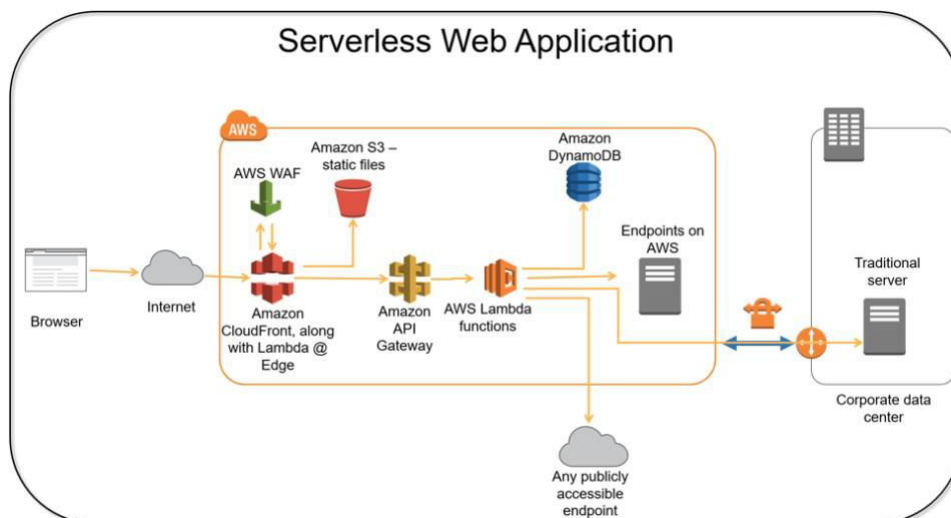 Serverless Web Application
AWS
AWS WAF
Amazon S3 –
static files
Amazon
DynamoDB
Endpoints on
AWS
Traditional
server
Browser
Internet
Amazon
CloudFront, along
with Lambda @
Edge
Amazon
API
Gateway
AWS Lambda
functions
Corporate data
center
Any publicly
accessible
endpoint